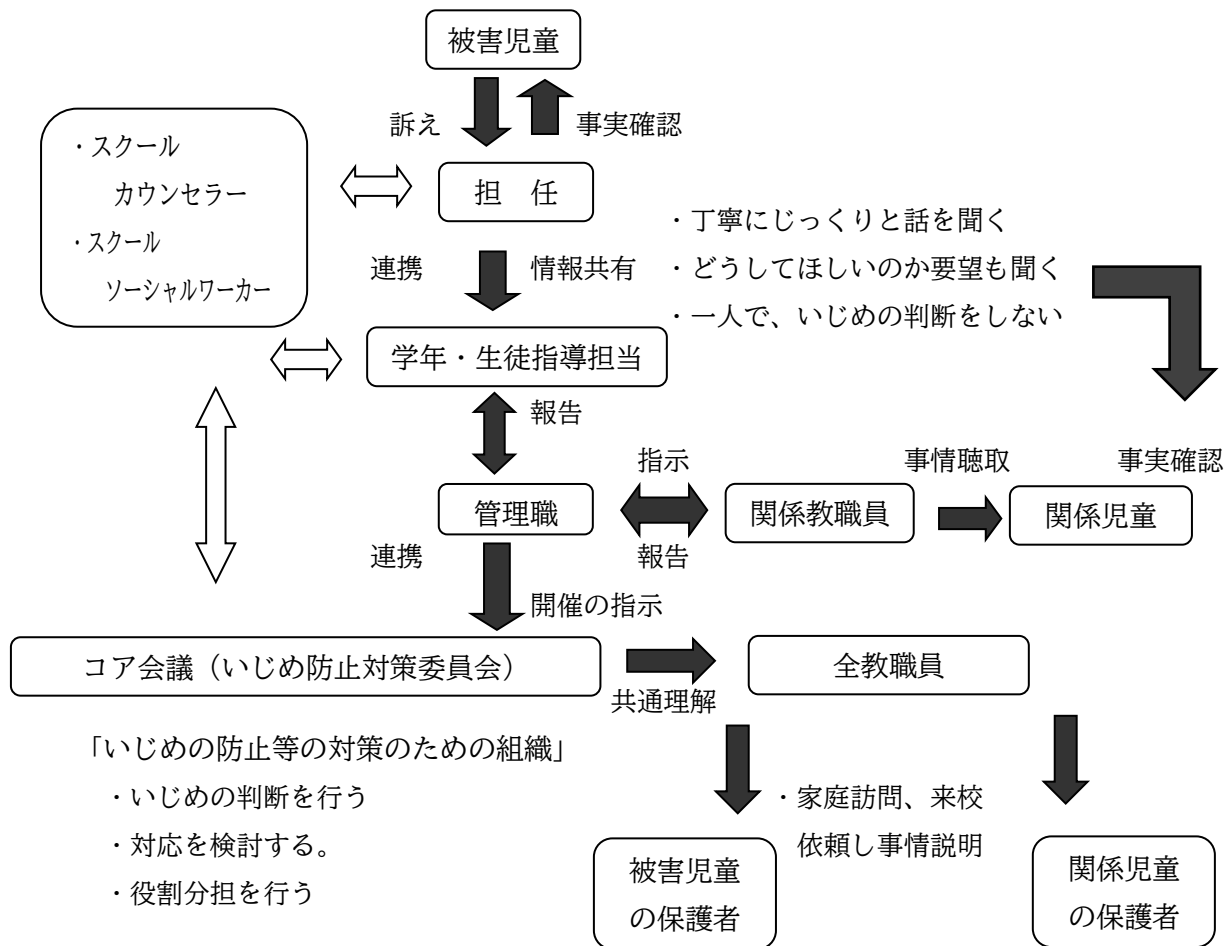 被害児童
訴え
事実確認
・スクール
カウンセラー
・スクール
ソーシャルワーカー
担　任
・丁寧にじっくりと話を聞く
・どうしてほしいのか要望も聞く
・一人で、いじめの判断をしない
連携
情報共有
学年・生徒指導担当
報告
指示
事情聴取
事実確認
管理職
関係教職員
関係児童
連携
報告
開催の指示
コア会議（いじめ防止対策委員会）
全教職員
共通理解
「いじめの防止等の対策のための組織」
・いじめの判断を行う
・対応を検討する。
・役割分担を行う
・家庭訪問、来校
依頼し事情説明
被害児童
の保護者
関係児童
の保護者